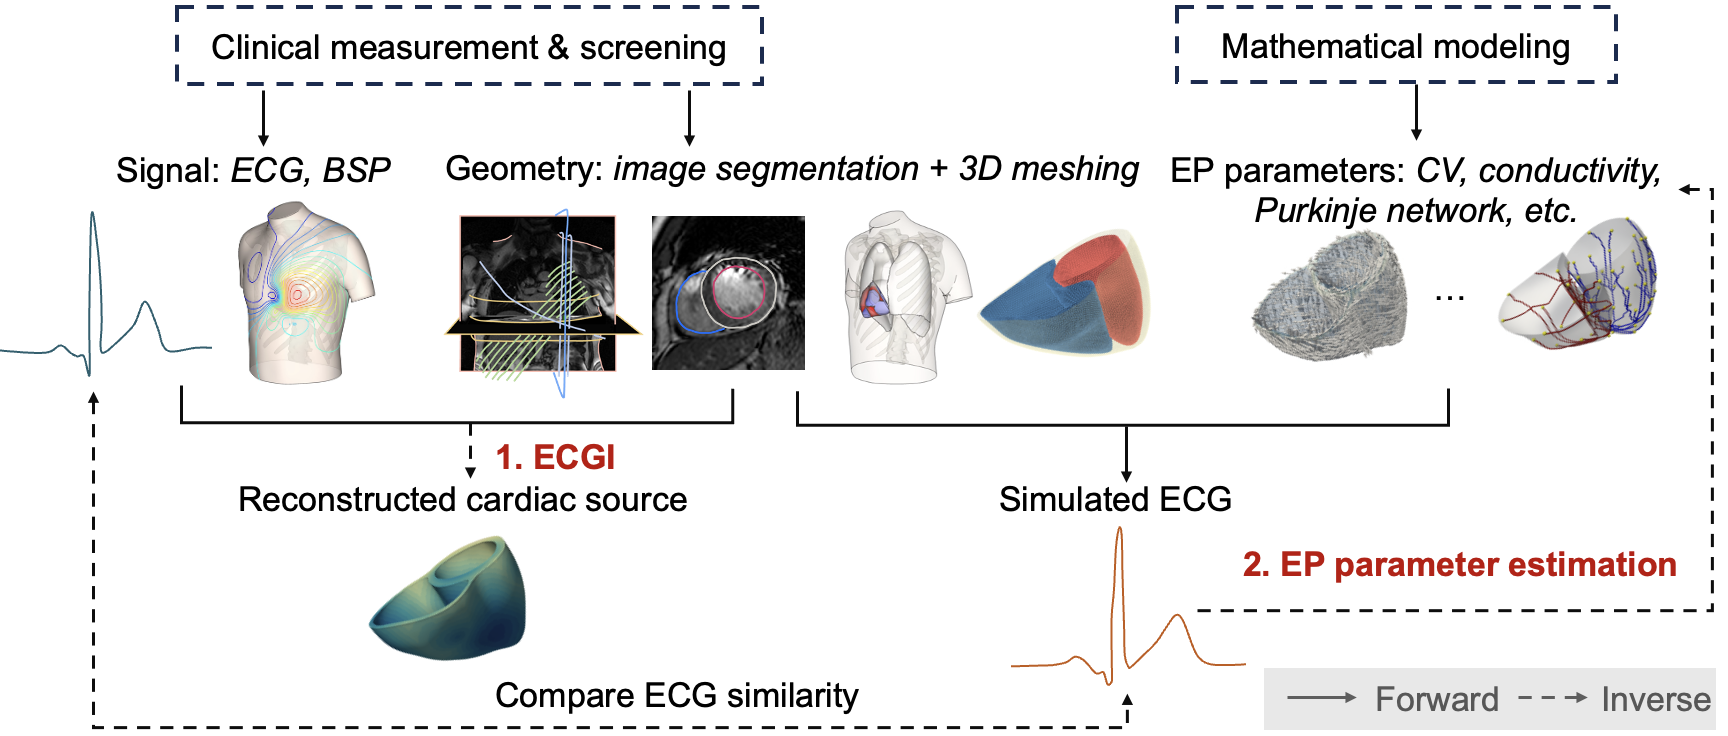 Clinical measurement & screening
Mathematical modeling
Signal: ECG, BSP
Geometry: image segmentation + 3D meshing
EP parameters: CV, conductivity,
Purkinje network, etc.
...
1. ECGI
Reconstructed cardiac source
Simulated ECG
2. EP parameter estimation
Compare ECG similarity
Forward
Inverse